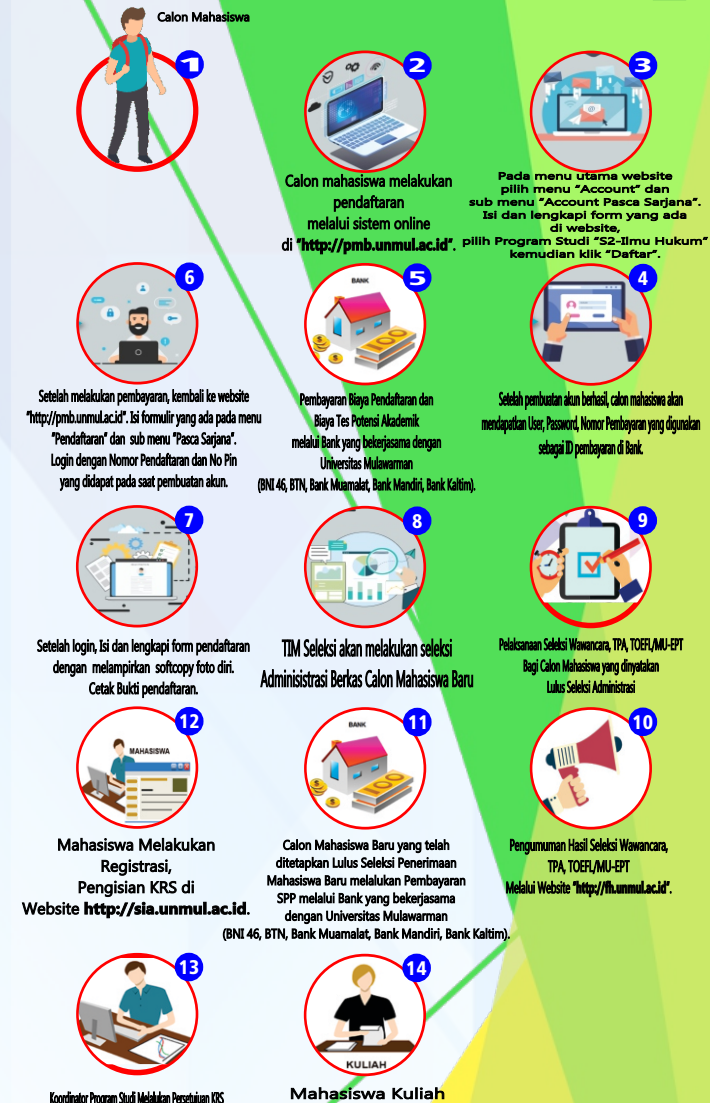 Calon Mahasiswa
1
2
Calon mahasiswa melakukan
pendaftaran
melalui sistem online
di "http://pmb.unmul.ac.id".
3
Pada menu utama website
pilih menu "Account" dan
sub menu "Account Pasca Sarjana".
Isi dan lengkapi form yang ada
di website,
pilih Program Studi "S2-Ilmu Hukum"
kemudian klik "Daftar".
4
Setelah pembuatan akun berhasil, calon mahasiswa akan
mendapatkan User, Password, Nomor Pembayaran yang digunakan
sebagai ID pembayaran di Bank.
5
BANK
Pembayaran Biaya Pendaftaran dan
Biaya Tes Potensi Akademik
melalui Bank yang bekerjasama dengan
Universitas Mulawarman
(BNI 46, BTN, Bank Muamalat, Bank Mandiri, Bank Kaltim).
6
Setelah melakukan pembayaran, kembali ke website
"http://pmb.unmul.ac.id". Isi formulir yang ada pada menu
"Pendaftaran" dan sub menu "Pasca Sarjana".
Login dengan Nomor Pendaftaran dan No Pin
yang didapat pada saat pembuatan akun.
7
Setelah login, Isi dan lengkapi form pendaftaran
dengan melampirkan softcopy foto diri.
Cetak Bukti pendaftaran.
8
TIM Seleksi akan melakukan seleksi
Adminisistrasi Berkas Calon Mahasiswa Baru
9
Pelaksanaan Seleksi Wawancara, TPA, TOEFL/MU-EPT
Bagi Calon Mahasiswa yang dinyatakan
Lulus Seleksi Administrasi
10
Pengumuman Hasil Seleksi Wawancara,
TPA, TOEFL/MU-EPT
Melalui Website "http://fh.unmul.ac.id".
11
BANK
Calon Mahasiswa Baru yang telah
ditetapkan Lulus Seleksi Penerimaan
Mahasiswa Baru melalukan Pembayaran
SPP melalui Bank yang bekerjasama
dengan Universitas Mulawarman
(BNI 46, BTN, Bank Muamalat, Bank Mandiri, Bank Kaltim).
12
MAHASISWA
Mahasiswa Melakukan
Registrasi,
Pengisian KRS di
Website http://sia.unmul.ac.id.
13
Koordinator Program Studi Melalukan Persetujuan KRS
14
KULIAH
Mahasiswa Kuliah